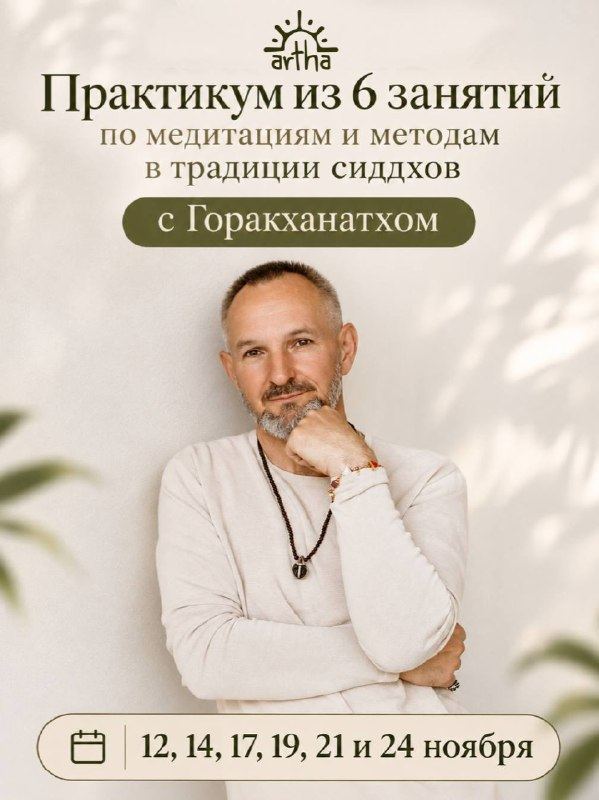 artha
Практикум из 6 занятий
по медитациям и методам
в традиции сиддхов
с Горакханатхом
12, 14, 17, 19, 21 и 24 ноября